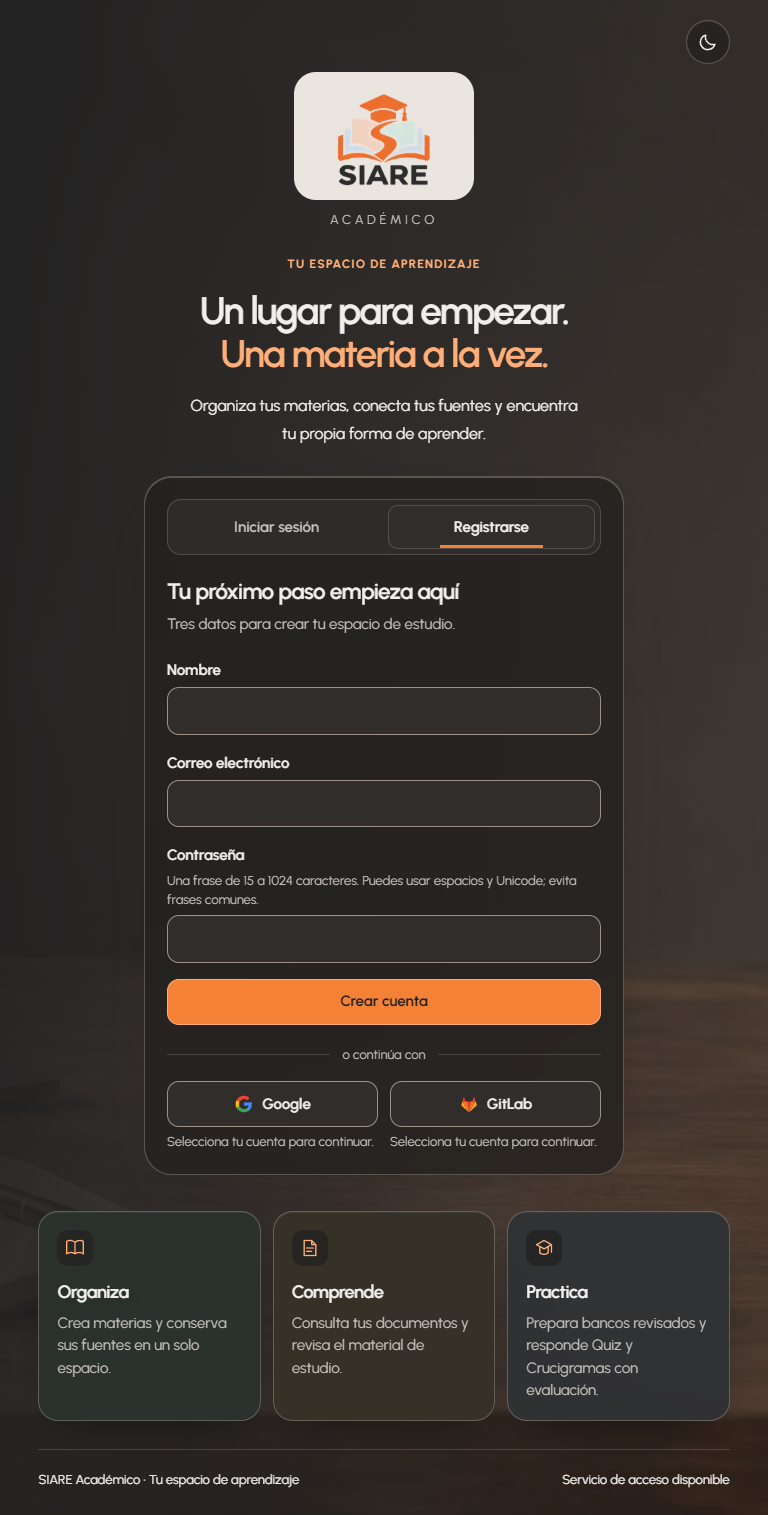 SIARE
ACADÉMICO
TU ESPACIO DE APRENDIZAJE
Un lugar para empezar.
Una materia a la vez.
Organiza tus materias, conecta tus fuentes y encuentra
tu propia forma de aprender.
Iniciar sesión
Registrarse
Tu próximo paso empieza aquí
Tres datos para crear tu espacio de estudio.
Nombre
Correo electrónico
Contraseña
Una frase de 15 a 1024 caracteres. Puedes usar espacios y Unicode; evita
frases comunes.
Crear cuenta
o continúa con
Google
GitLab
Selecciona tu cuenta para continuar.
Selecciona tu cuenta para continuar.
Organiza
Crea materias y conserva
sus fuentes en un solo
espacio.
Comprende
Consulta tus documentos y
revisa el material de
estudio.
Practica
Prepara bancos revisados y
responde Quiz y
Crucigramas con
evaluación.
SIARE Académico · Tu espacio de aprendizaje
Servicio de acceso disponible